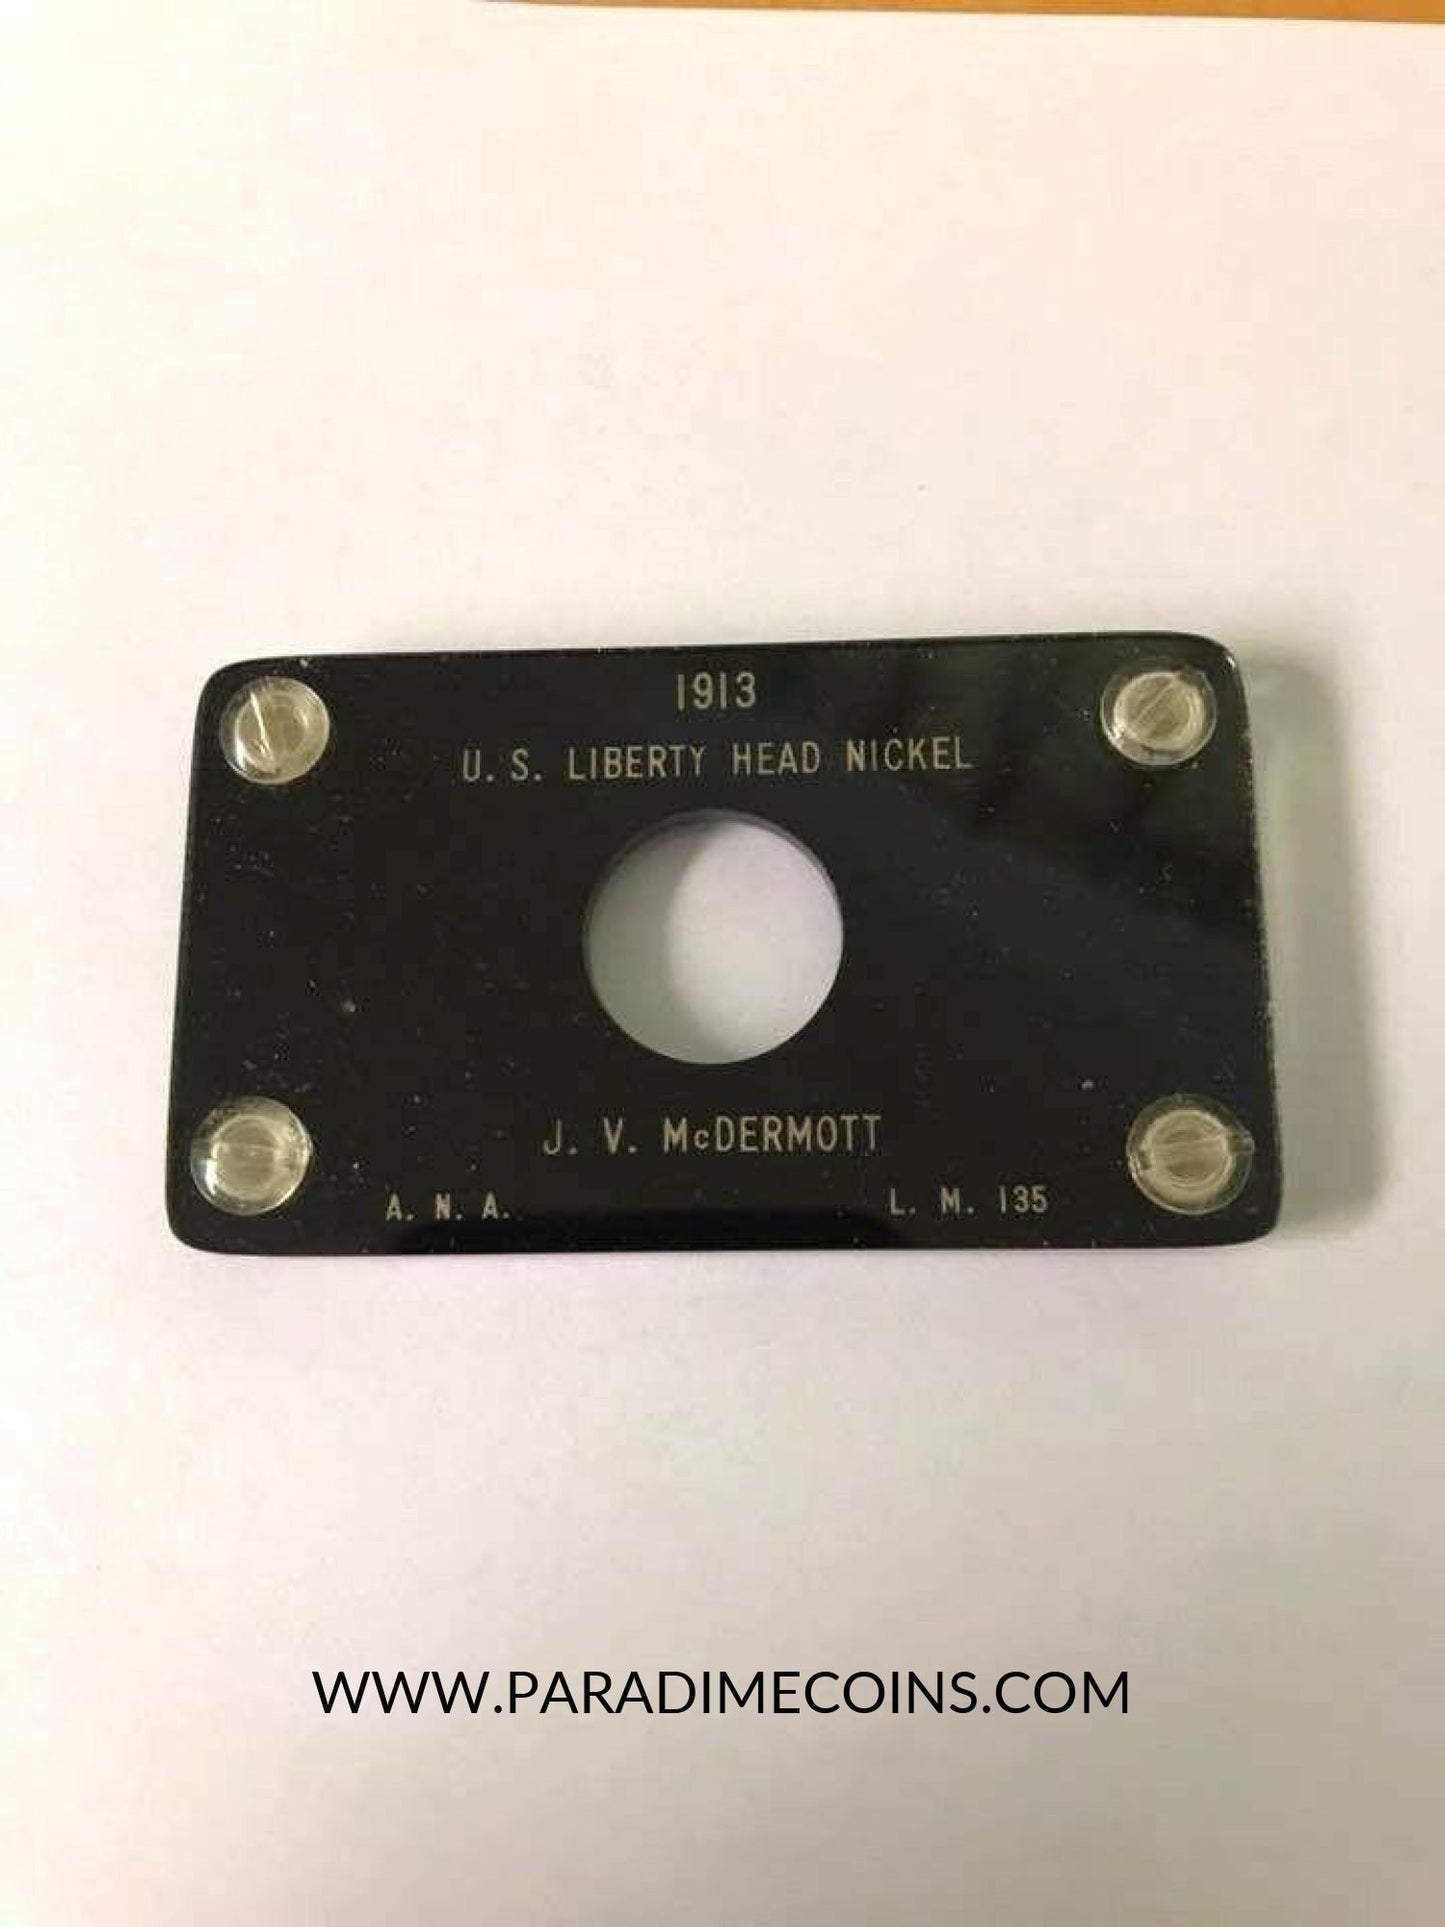 1913
U. S. LIBERTY HEAD NICKEL
J. V. McDERMOTT
A. N. A. L. M. 135
WWW.PARADIMECOINS.COM